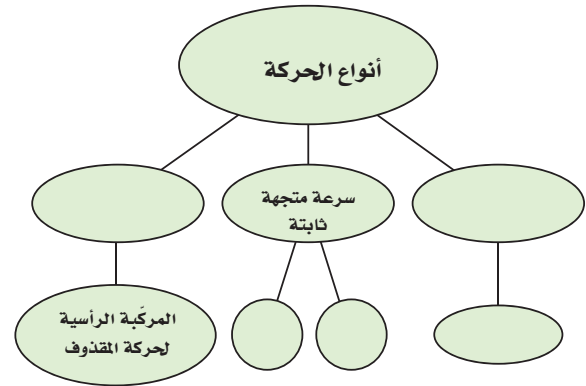 أنواع الحركة
سرعة متجهة
ثابتة
المركّبة الرأسية
لحركة المقذوف